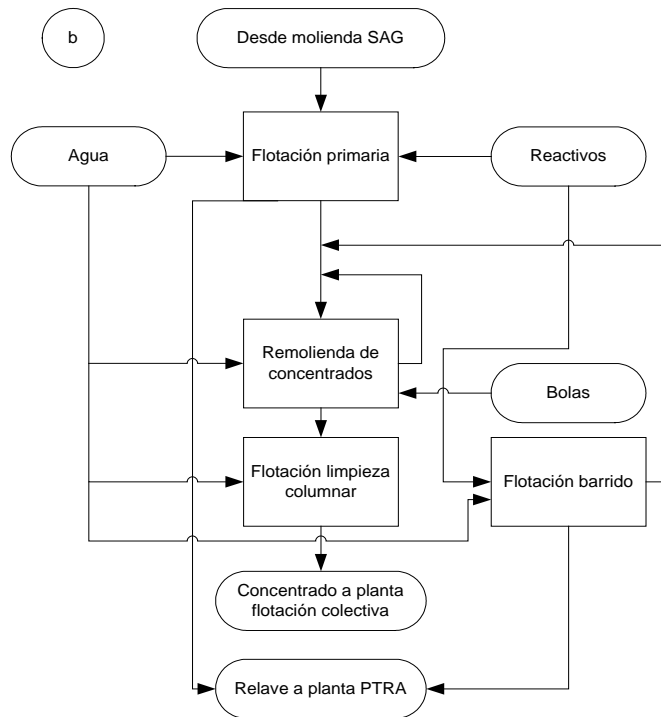 b
Desde molienda SAG
Agua
Flotación primaria
Reactivos
Remolienda de
concentrados
Bolas
Flotación limpieza
columnar
Flotación barrido
Concentrado a planta
flotación colectiva
Relave a planta PTRA